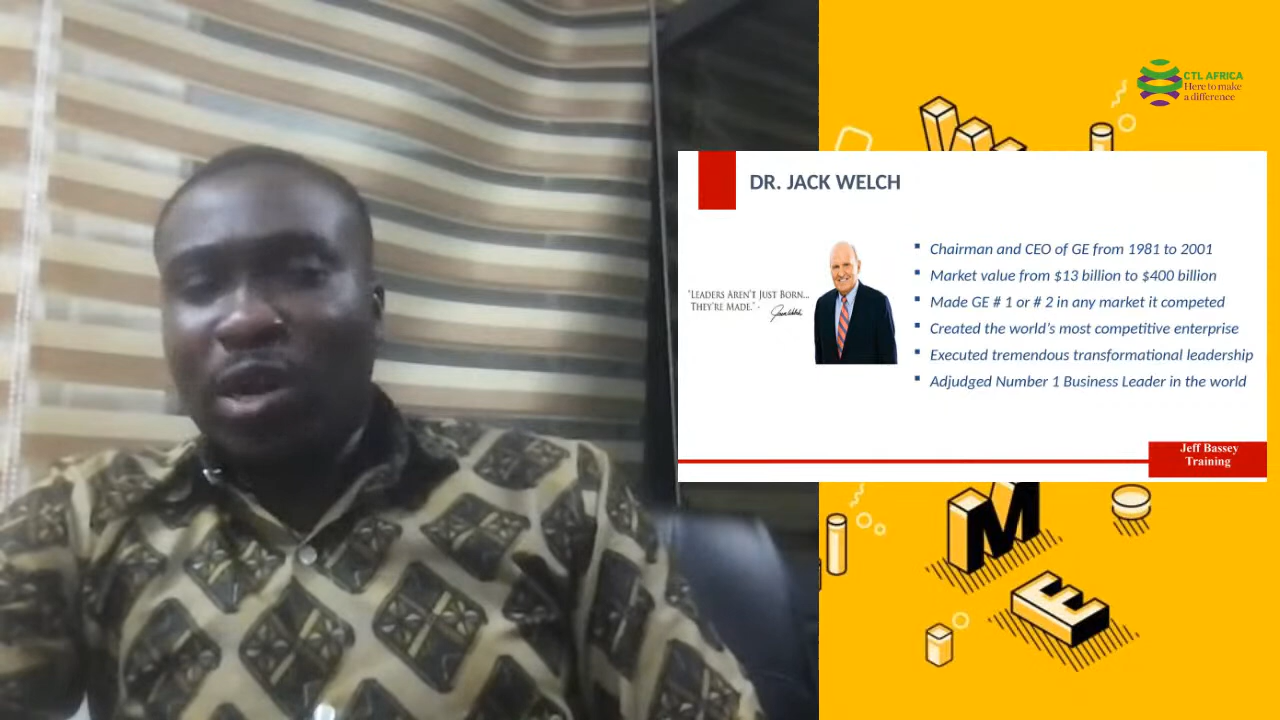 CTL AFRICA
Here to make
a difference
DR. JACK WELCH
"LEADERS AREN'T JUST BORN...
THEY'RE MADE." -
▪ Chairman and CEO of GE from 1981 to 2001
▪ Market value from $13 billion to $400 billion
▪ Made GE # 1 or # 2 in any market it competed
▪ Created the world's most competitive enterprise
▪ Executed tremendous transformational leadership
▪ Adjudged Number 1 Business Leader in the world
Jeff Bassey
Training
M
E